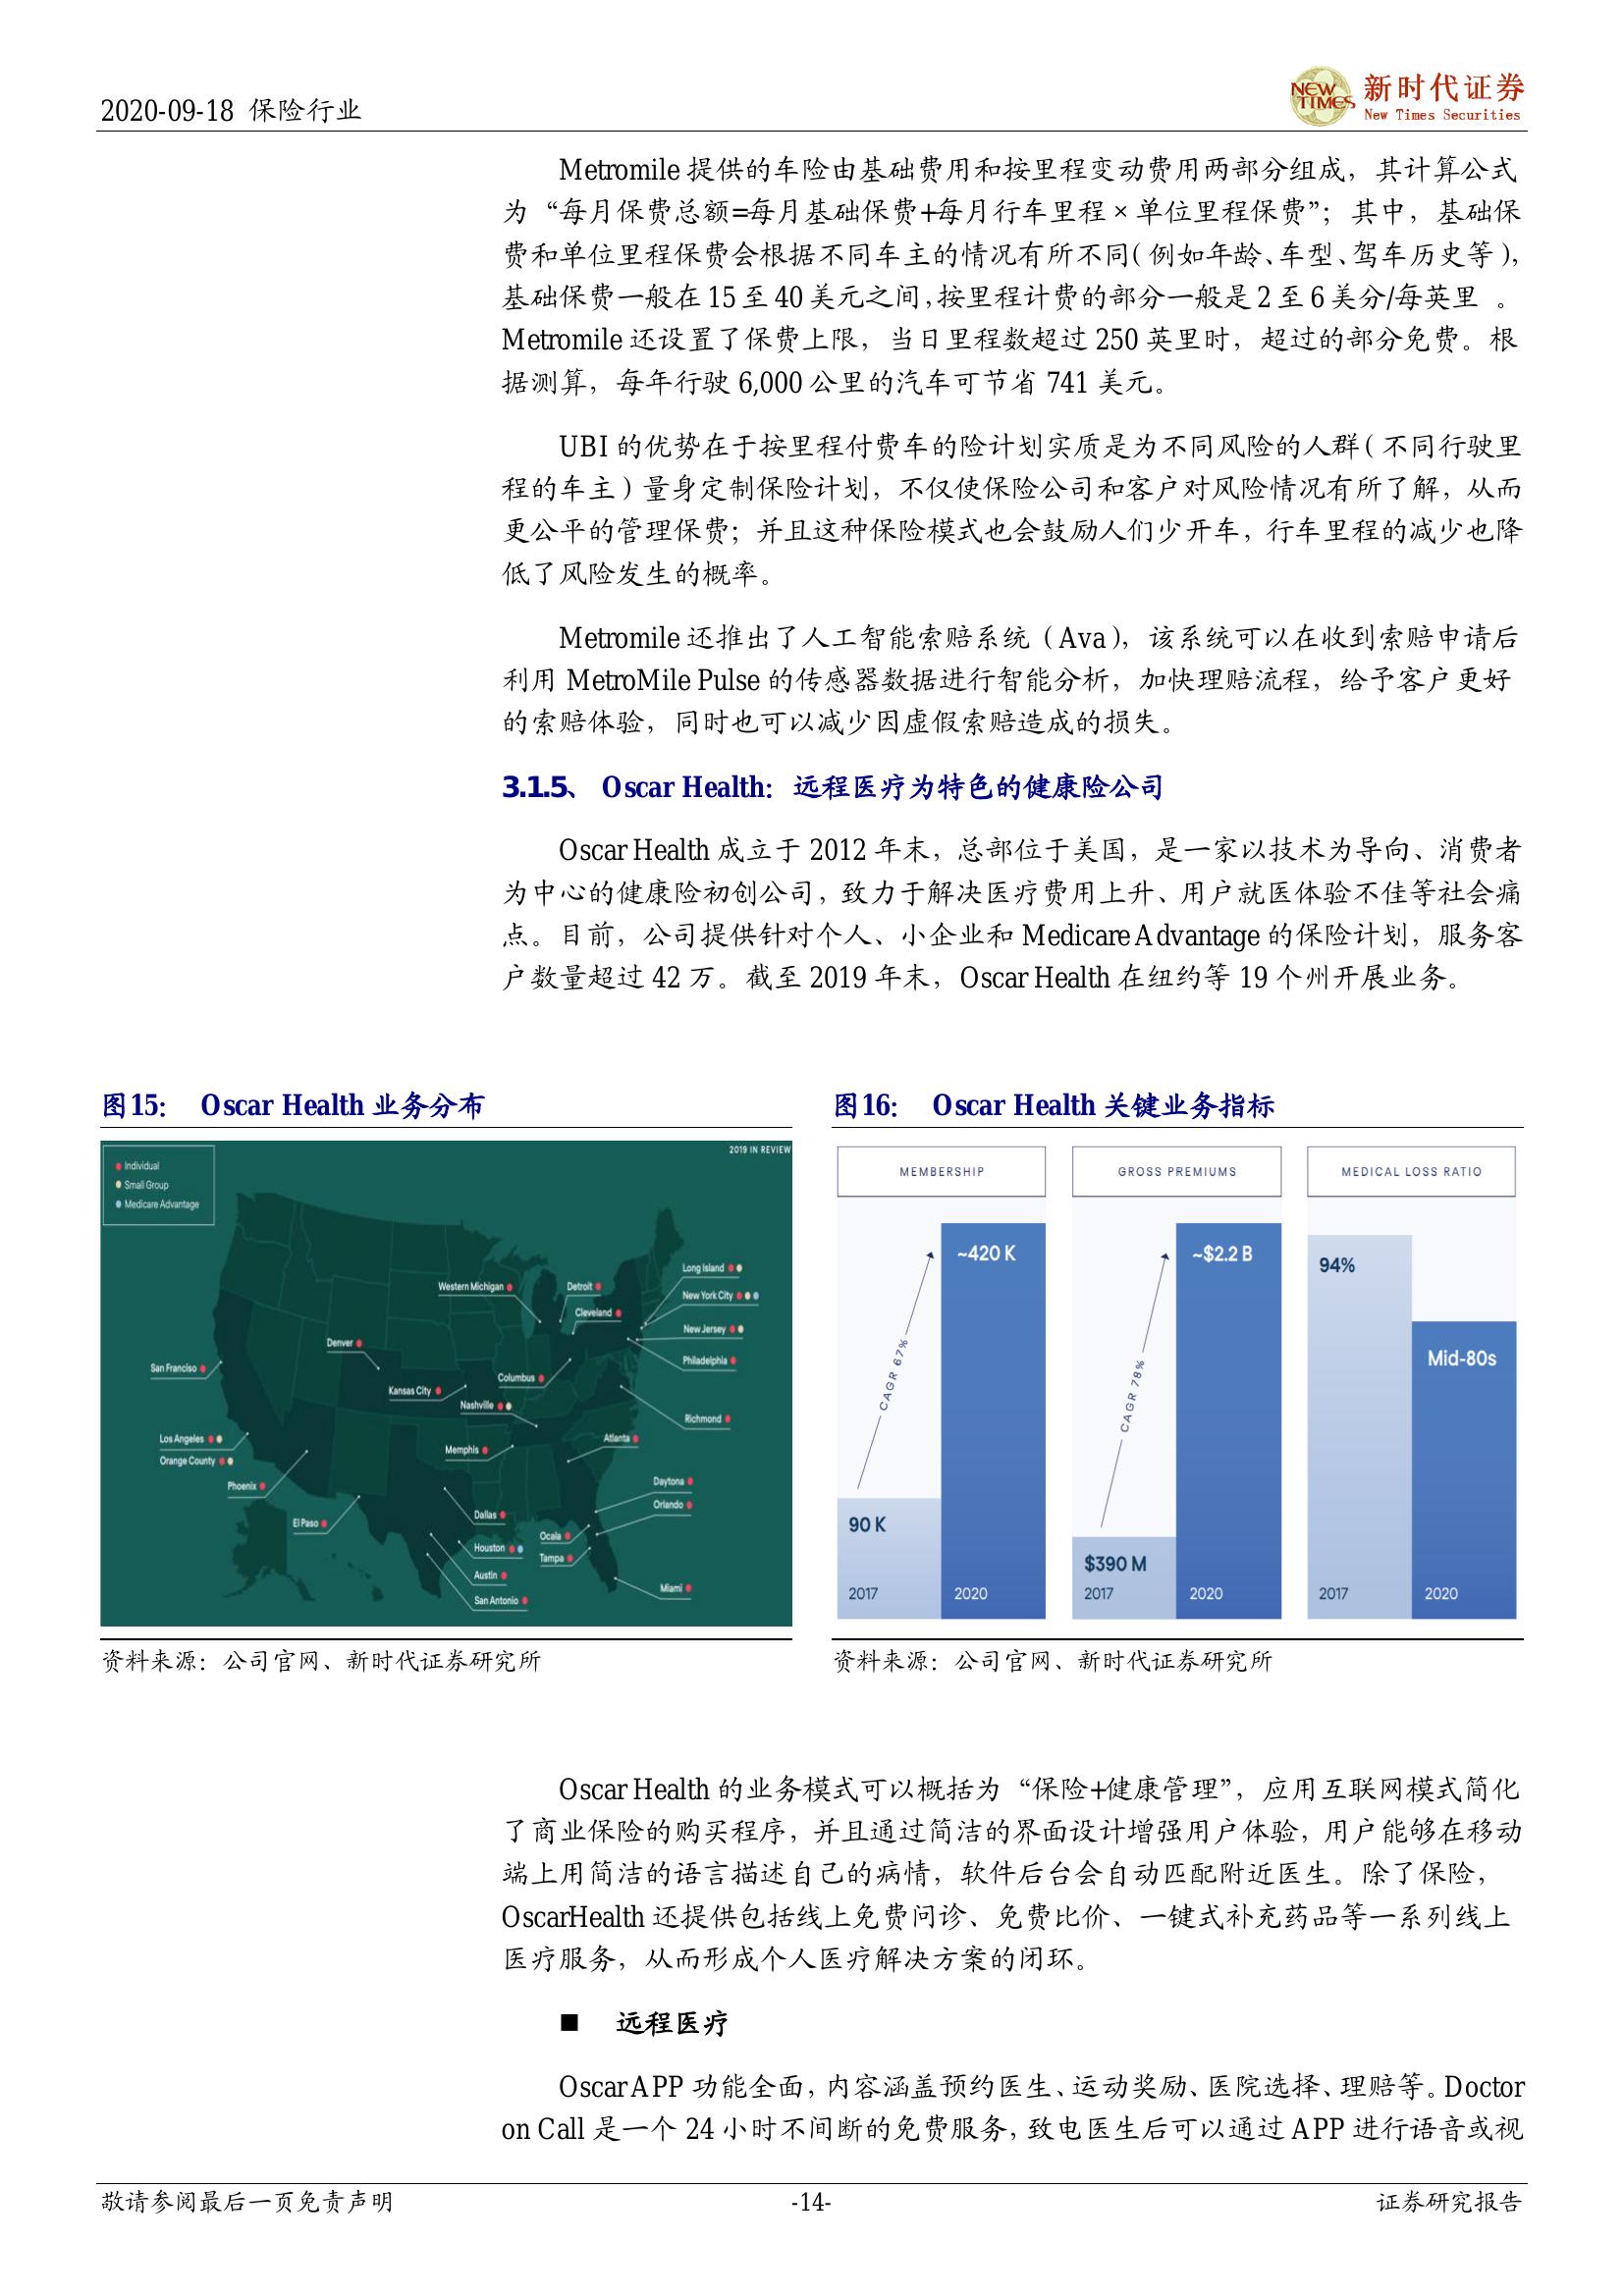 2020-09-18 保险行业
NEW TIMES
新时代证券
New Times Securities
Metromile 提供的车险由基础费用和按里程变动费用两部分组成，其计算公式
为“每月保费总额=每月基础保费+每月行车里程×单位里程保费”；其中，基础保
费和单位里程保费会根据不同车主的情况有所不同（例如年龄、车型、驾车历史等），
基础保费一般在 15 至 40 美元之间，按里程计费的部分一般是 2 至 6 美分/每英里 。
Metromile 还设置了保费上限，当日里程数超过 250 英里时，超过的部分免费。根
据测算，每年行驶 6,000 公里的汽车可节省 741 美元。
UBI 的优势在于按里程付费车的险计划实质是为不同风险的人群（不同行驶里
程的车主）量身定制保险计划，不仅使保险公司和客户对风险情况有所了解，从而
更公平的管理保费；并且这种保险模式也会鼓励人们少开车，行车里程的减少也降
低了风险发生的概率。
Metromile 还推出了人工智能索赔系统（Ava），该系统可以在收到索赔申请后
利用 MetroMile Pulse 的传感器数据进行智能分析，加快理赔流程，给予客户更好
的索赔体验，同时也可以减少因虚假索赔造成的损失。
3.1.5、 Oscar Health：远程医疗为特色的健康险公司
Oscar Health 成立于 2012 年末，总部位于美国，是一家以技术为导向、消费者
为中心的健康险初创公司，致力于解决医疗费用上升、用户就医体验不佳等社会痛
点。目前，公司提供针对个人、小企业和 Medicare Advantage 的保险计划，服务客
户数量超过 42 万。截至 2019 年末，Oscar Health 在纽约等 19 个州开展业务。
图15： Oscar Health 业务分布
2019 IN REVIEW
Individual
Small Group
Medicare Advantage
Long Island
Western Michigan
Detroit
New York City
Cleveland
New Jersey
Denver
Philadelphia
San Franciso
Columbus
Kansas City
Nashville
Richmond
Los Angeles
Atlanta
Memphis
Orange County
Daytona
Phoenix
Orlando
Dallas
El Paso
Ocala
Houston
Tampa
Austin
Miami
San Antonio
资料来源：公司官网、新时代证券研究所
图16： Oscar Health 关键业务指标
MEMBERSHIP
GROSS PREMIUMS
MEDICAL LOSS RATIO
~420 K
~$2.2 B
94%
CAGR 67%
CAGR 78%
Mid-80s
90 K
$390 M
2017
2020
2017
2020
2017
2020
资料来源：公司官网、新时代证券研究所
Oscar Health 的业务模式可以概括为“保险+健康管理”，应用互联网模式简化
了商业保险的购买程序，并且通过简洁的界面设计增强用户体验，用户能够在移动
端上用简洁的语言描述自己的病情，软件后台会自动匹配附近医生。除了保险，
OscarHealth 还提供包括线上免费问诊、免费比价、一键式补充药品等一系列线上
医疗服务，从而形成个人医疗解决方案的闭环。
■ 远程医疗
Oscar APP 功能全面，内容涵盖预约医生、运动奖励、医院选择、理赔等。Doctor
on Call 是一个 24 小时不间断的免费服务，致电医生后可以通过 APP 进行语音或视
敬请参阅最后一页免责声明
-14-
证券研究报告